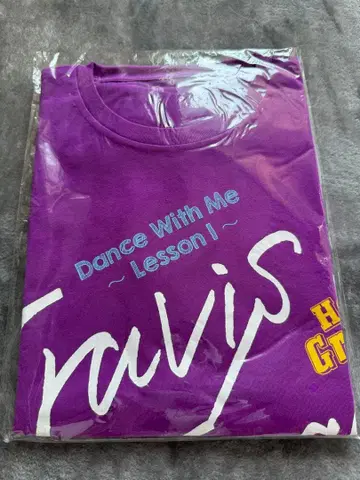 Dance With Me
~ Lesson 1 ~
Travis